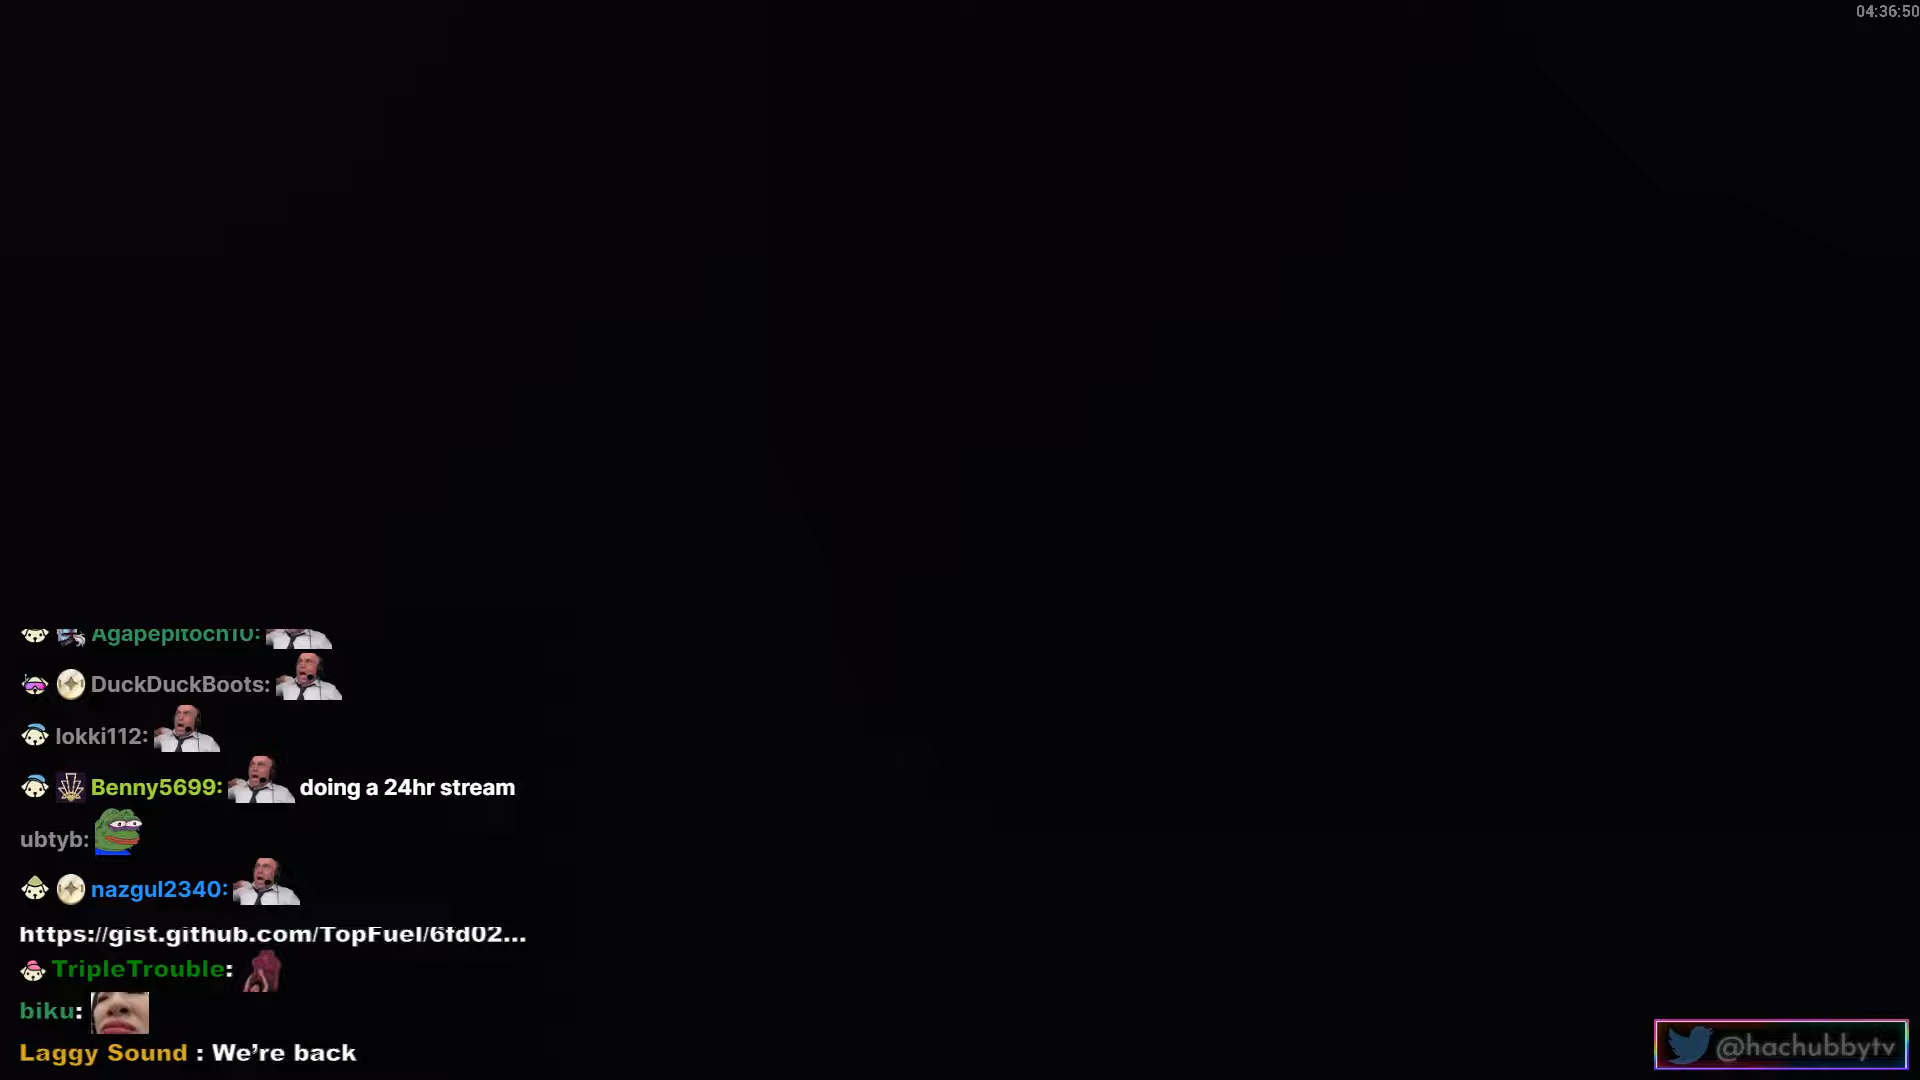 04:36:50
Agapepitoch10:
DuckDuckBoots:
lokki112:
Benny5699: doing a 24hr stream
ubtyb:
nazgul2340:
https://gist.github.com/TopFuel/6fd02...
TripleTrouble:
biku:
Laggy Sound : We're back
@hachubbytv